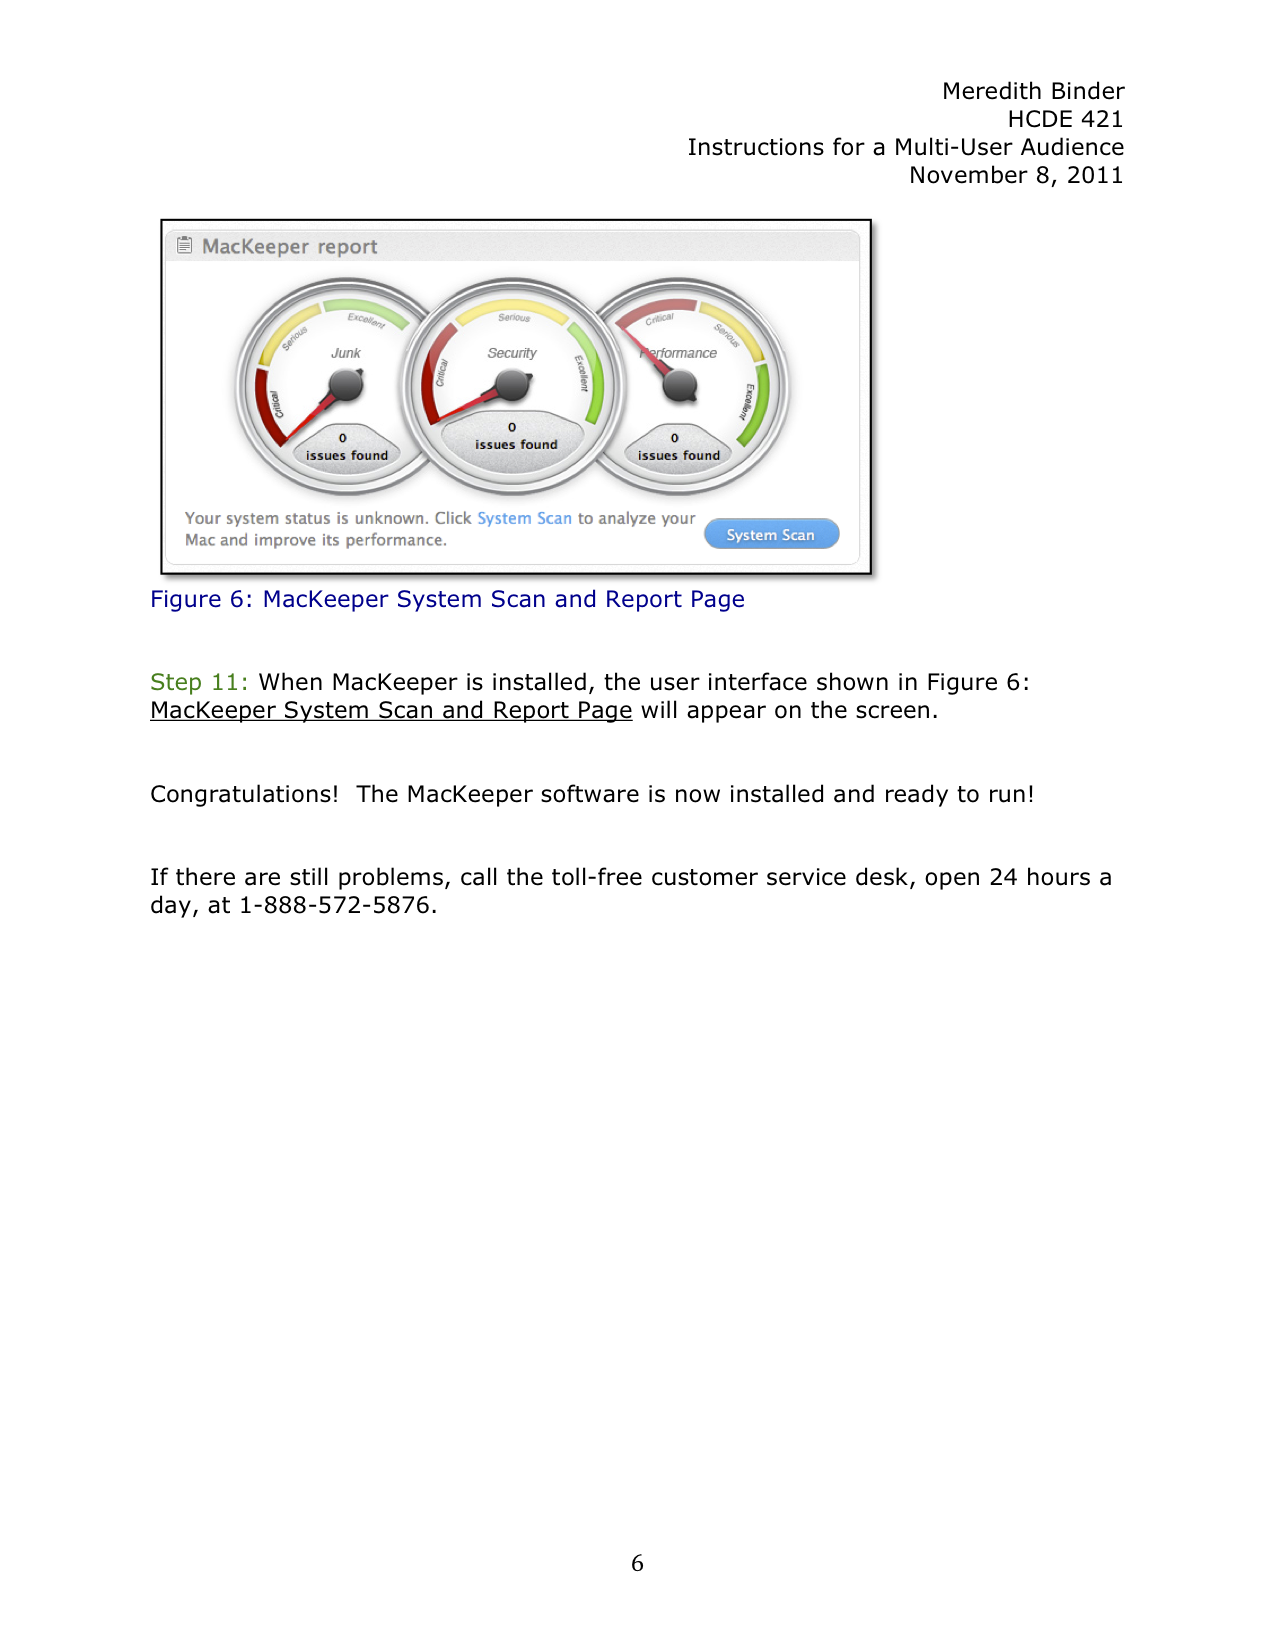 Meredith Binder
HCDE 421
Instructions for a Multi-User Audience
November 8, 2011
MacKeeper report
Critical
Serious
Excellent
Junk
0
issues found
Critical
Serious
Excellent
Security
0
issues found
Critical
Serious
Excellent
Performance
0
issues found
Your system status is unknown. Click System Scan to analyze your
Mac and improve its performance.
System Scan
Figure 6: MacKeeper System Scan and Report Page
Step 11: When MacKeeper is installed, the user interface shown in Figure 6:
MacKeeper System Scan and Report Page will appear on the screen.
Congratulations!  The MacKeeper software is now installed and ready to run!
If there are still problems, call the toll-free customer service desk, open 24 hours a
day, at 1-888-572-5876.
6